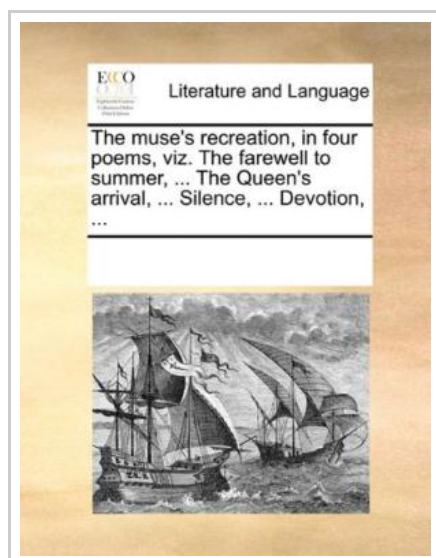 ECCO
Literature and Language
The muse's recreation, in four
poems, viz. The farewell to
summer, ... The Queen's
arrival, ... Silence, ... Devotion,
...